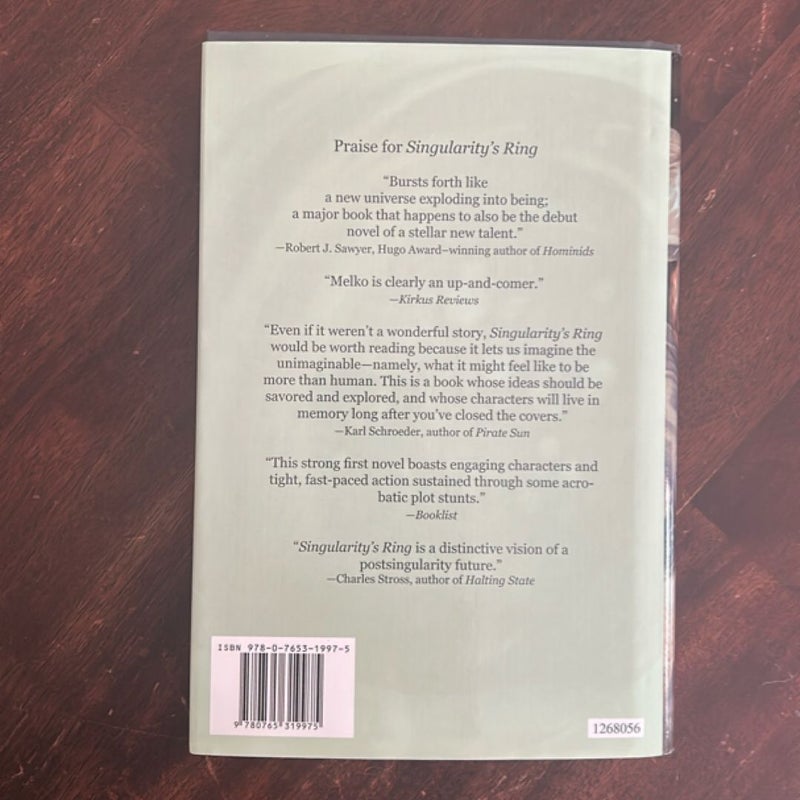 Praise for Singularity's Ring
“Bursts forth like
a new universe exploding into being;
a major book that happens to also be the debut
novel of a stellar new talent.”
—Robert J. Sawyer, Hugo Award–winning author of Hominids
“Melko is clearly an up-and-comer.”
—Kirkus Reviews
“Even if it weren't a wonderful story, Singularity's Ring
would be worth reading because it lets us imagine the
unimaginable—namely, what it might feel like to be
more than human. This is a book whose ideas should be
savored and explored, and whose characters will live in
memory long after you've closed the covers.”
—Karl Schroeder, author of Pirate Sun
“This strong first novel boasts engaging characters and
tight, fast-paced action sustained through some acro-
batic plot stunts.”
—Booklist
“Singularity's Ring is a distinctive vision of a
postsingularity future.”
—Charles Stross, author of Halting State
ISBN 978-0-7653-1997-5
9 780765 319975
1268056